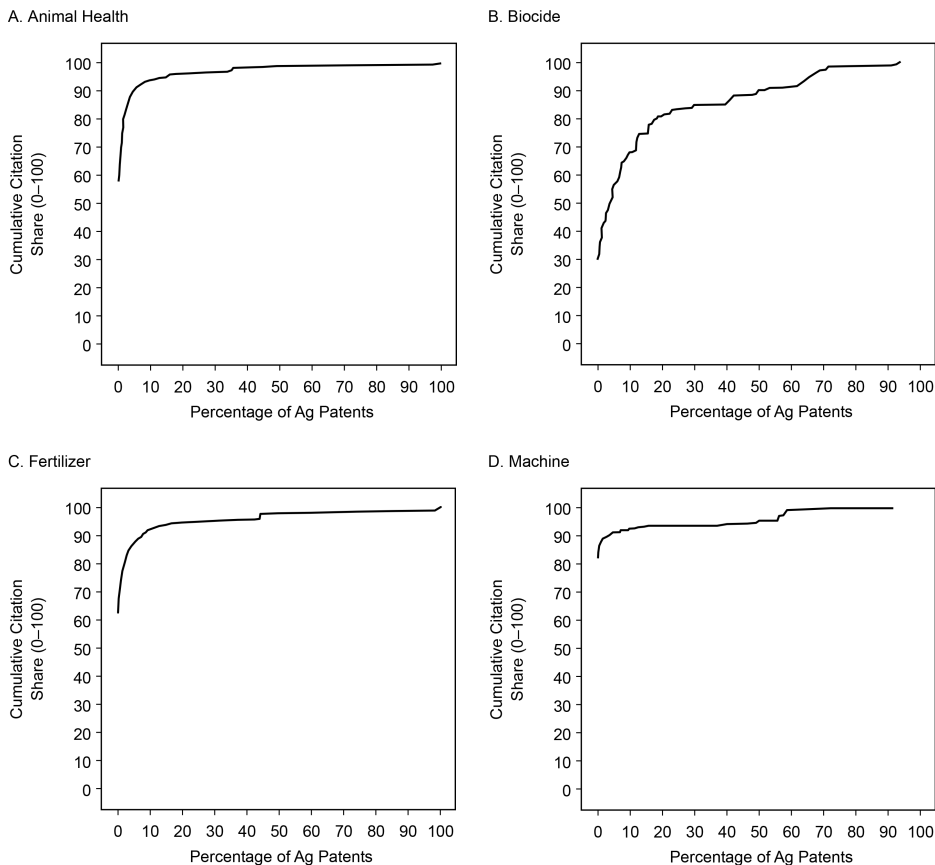 A. Animal Health
100
90
80
70
60
50
40
30
20
10
0
Cumulative Citation
Share (0–100)
0 10 20 30 40 50 60 70 80 90 100
Percentage of Ag Patents
B. Biocide
100
90
80
70
60
50
40
30
20
10
0
Cumulative Citation
Share (0–100)
0 10 20 30 40 50 60 70 80 90 100
Percentage of Ag Patents
C. Fertilizer
100
90
80
70
60
50
40
30
20
10
0
Cumulative Citation
Share (0–100)
0 10 20 30 40 50 60 70 80 90 100
Percentage of Ag Patents
D. Machine
100
90
80
70
60
50
40
30
20
10
0
Cumulative Citation
Share (0–100)
0 10 20 30 40 50 60 70 80 90 100
Percentage of Ag Patents